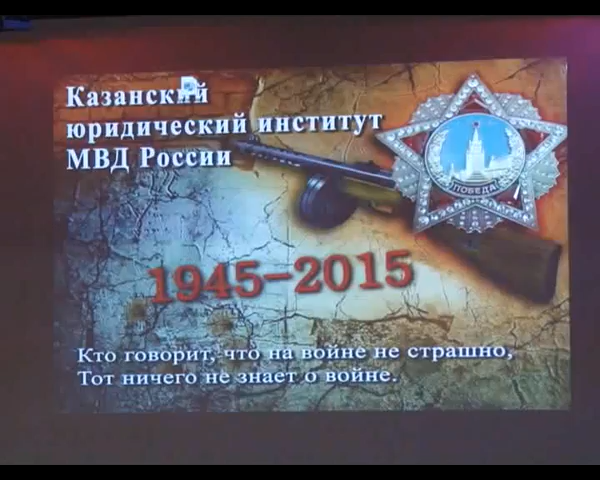 Казанский
юридический институт
МВД России
ПОБЕДА
1945-2015
Кто говорит, что на войне не страшно,
Тот ничего не знает о войне.